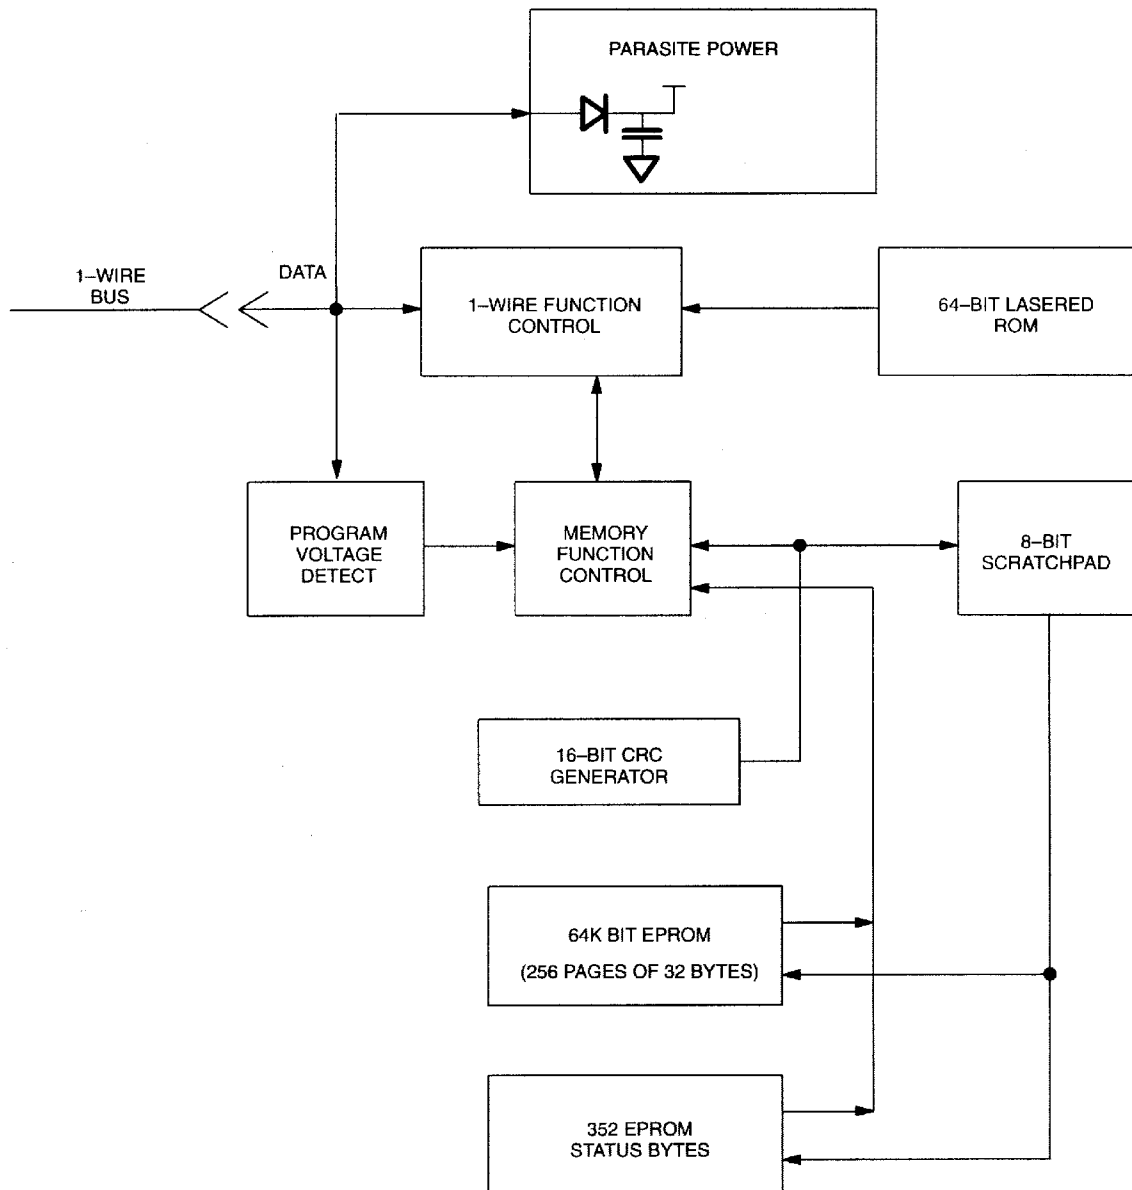 PARASITE POWER
1–WIRE
BUS
DATA
1–WIRE FUNCTION
CONTROL
64–BIT LASERED
ROM
PROGRAM
VOLTAGE
DETECT
MEMORY
FUNCTION
CONTROL
8–BIT
SCRATCHPAD
16–BIT CRC
GENERATOR
64K BIT EPROM
(256 PAGES OF 32 BYTES)
352 EPROM
STATUS BYTES